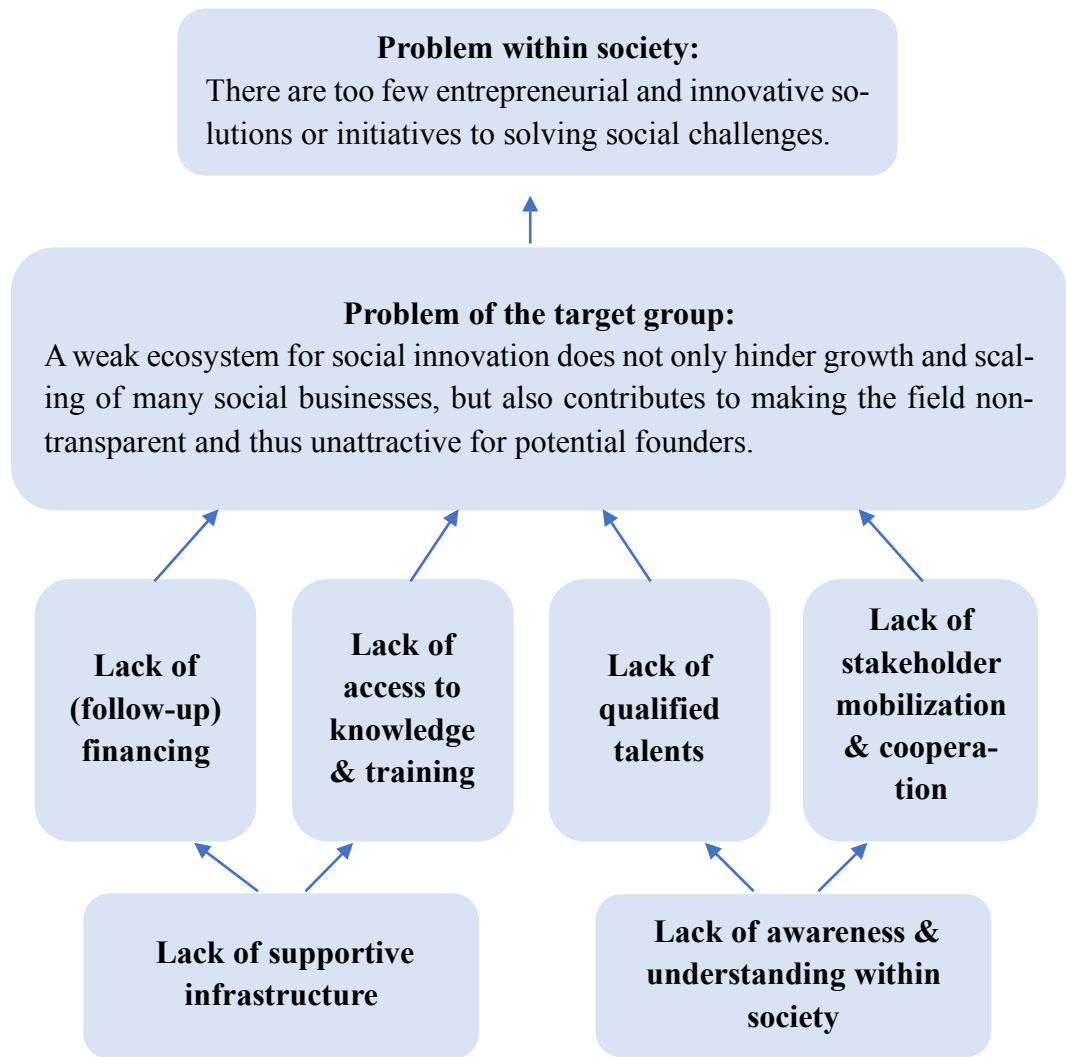 Problem within society:
There are too few entrepreneurial and innovative so-
lutions or initiatives to solving social challenges.
Problem of the target group:
A weak ecosystem for social innovation does not only hinder growth and scal-
ing of many social businesses, but also contributes to making the field non-
transparent and thus unattractive for potential founders.
Lack of
(follow-up)
financing
Lack of
access to
knowledge
& training
Lack of
qualified
talents
Lack of
stakeholder
mobilization
& coopera-
tion
Lack of supportive
infrastructure
Lack of awareness &
understanding within
society